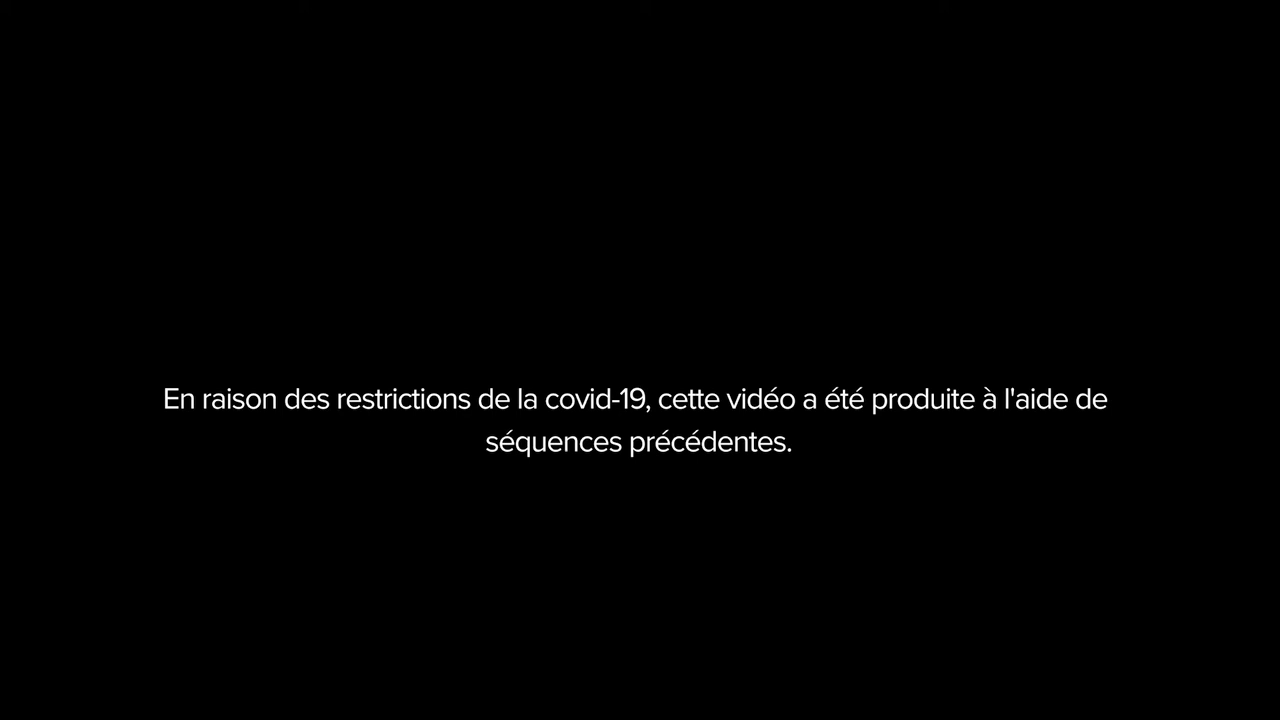 En raison des restrictions de la covid-19, cette vidéo a été produite à l'aide de
séquences précédentes.